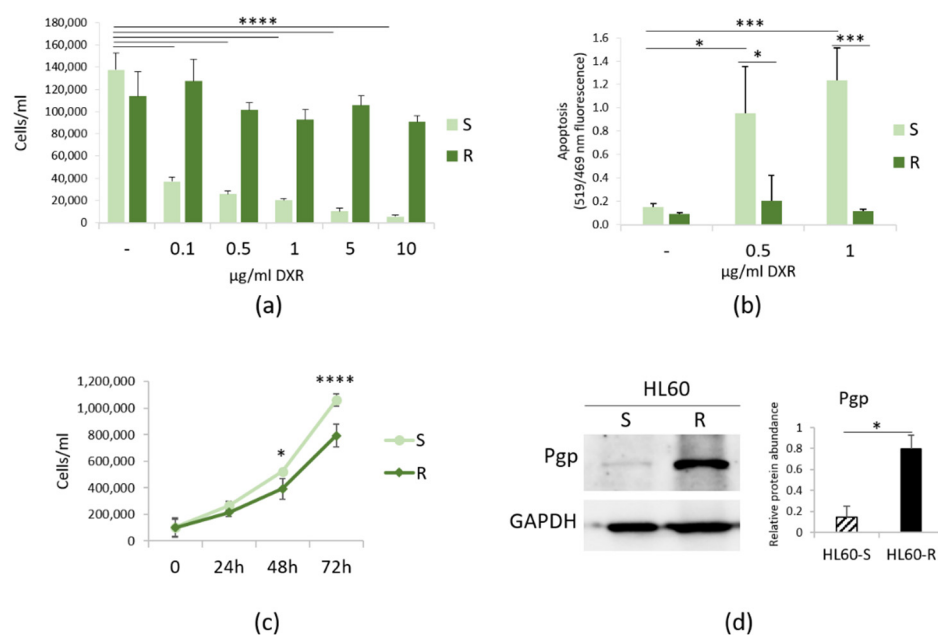 ****
180,000
160,000
140,000
120,000
100,000
80,000
60,000
40,000
20,000
0
Cells/ml
- 0.1 0.5 1 5 10
µg/ml DXR
S
R
(a)
***
* * ***
1.6
1.4
1.2
1.0
0.8
0.6
0.4
0.2
0.0
Apoptosis
(519/469 nm fluorescence)
- 0.5 1
µg/ml DXR
S
R
(b)
1,200,000
1,000,000
800,000
600,000
400,000
200,000
0
Cells/ml
****
*
0 24h 48h 72h
S
R
(c)
HL60
S R
Pgp
GAPDH
Pgp
*
1
0.8
0.6
0.4
0.2
0
Relative protein abundance
HL60-S HL60-R
(d)